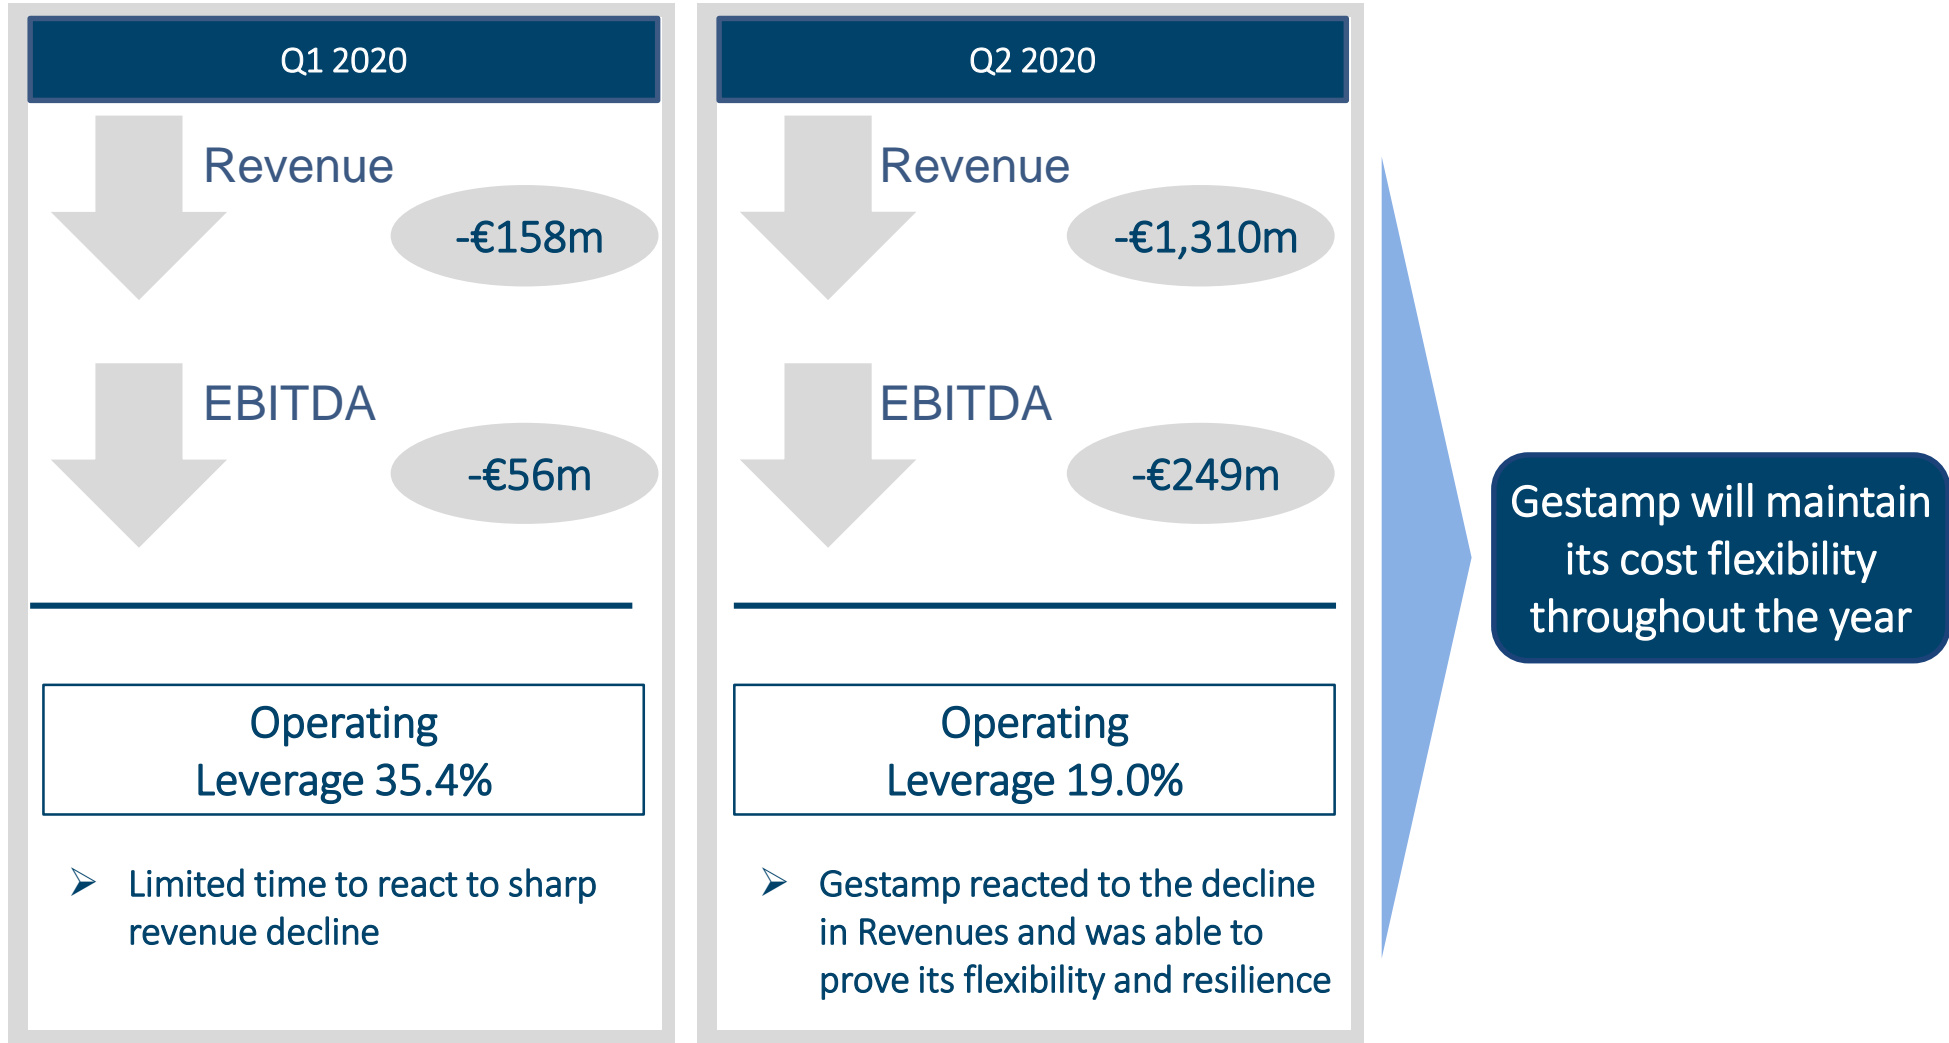 Q1 2020
Revenue
-€158m
EBITDA
-€56m
Operating
Leverage 35.4%
➢ Limited time to react to sharp
revenue decline
Q2 2020
Revenue
-€1,310m
EBITDA
-€249m
Operating
Leverage 19.0%
➢ Gestamp reacted to the decline
in Revenues and was able to
prove its flexibility and resilience
Gestamp will maintain
its cost flexibility
throughout the year